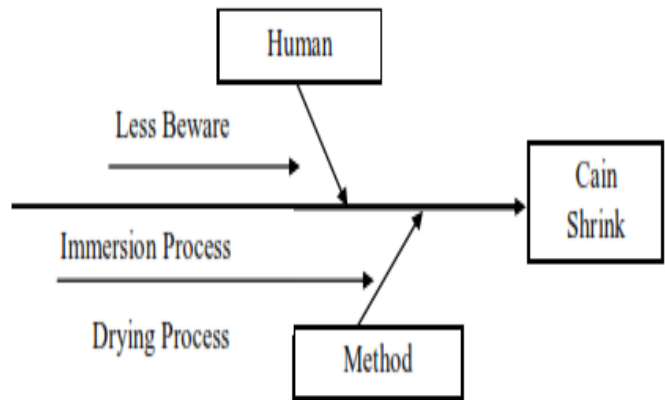 Human
Less Beware
Cain
Shrink
Immersion Process
Drying Process
Method